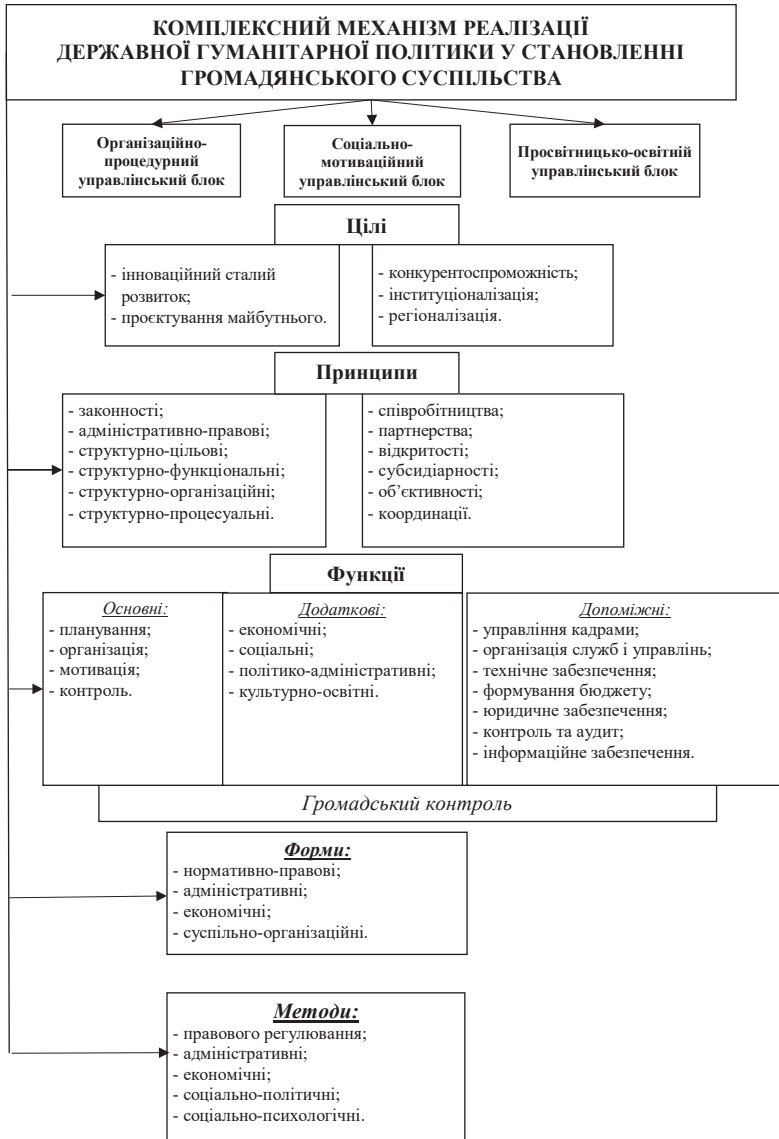 КОМПЛЕКСНИЙ МЕХАНІЗМ РЕАЛІЗАЦІЇ
ДЕРЖАВНОЇ ГУМАНІТАРНОЇ ПОЛІТИКИ У СТАНОВЛЕННІ
ГРОМАДЯНСЬКОГО СУСПІЛЬСТВА
Організаційно-
процедурний
управлінський блок
Соціально-
мотиваційний
управлінський блок
Просвітницько-освітній
управлінський блок
Цілі
- інноваційний сталий
розвиток;
- проєктування майбутнього.
- конкурентоспроможність;
- інституціоналізація;
- регіоналізація.
Принципи
- законності;
- адміністративно-правові;
- структурно-цільові;
- структурно-функціональні;
- структурно-організаційні;
- структурно-процесуальні.
- співробітництва;
- партнерства;
- відкритості;
- субсидіарності;
- об’єктивності;
- координації.
Функції
Основні:
- планування;
- організація;
- мотивація;
- контроль.
Додаткові:
- економічні;
- соціальні;
- політико-адміністративні;
- культурно-освітні.
Допоміжні:
- управління кадрами;
- організація служб і управлінь;
- технічне забезпечення;
- формування бюджету;
- юридичне забезпечення;
- контроль та аудит;
- інформаційне забезпечення.
Громадський контроль
Форми:
- нормативно-правові;
- адміністративні;
- економічні;
- суспільно-організаційні.
Методи:
- правового регулювання;
- адміністративні;
- економічні;
- соціально-політичні;
- соціально-психологічні.